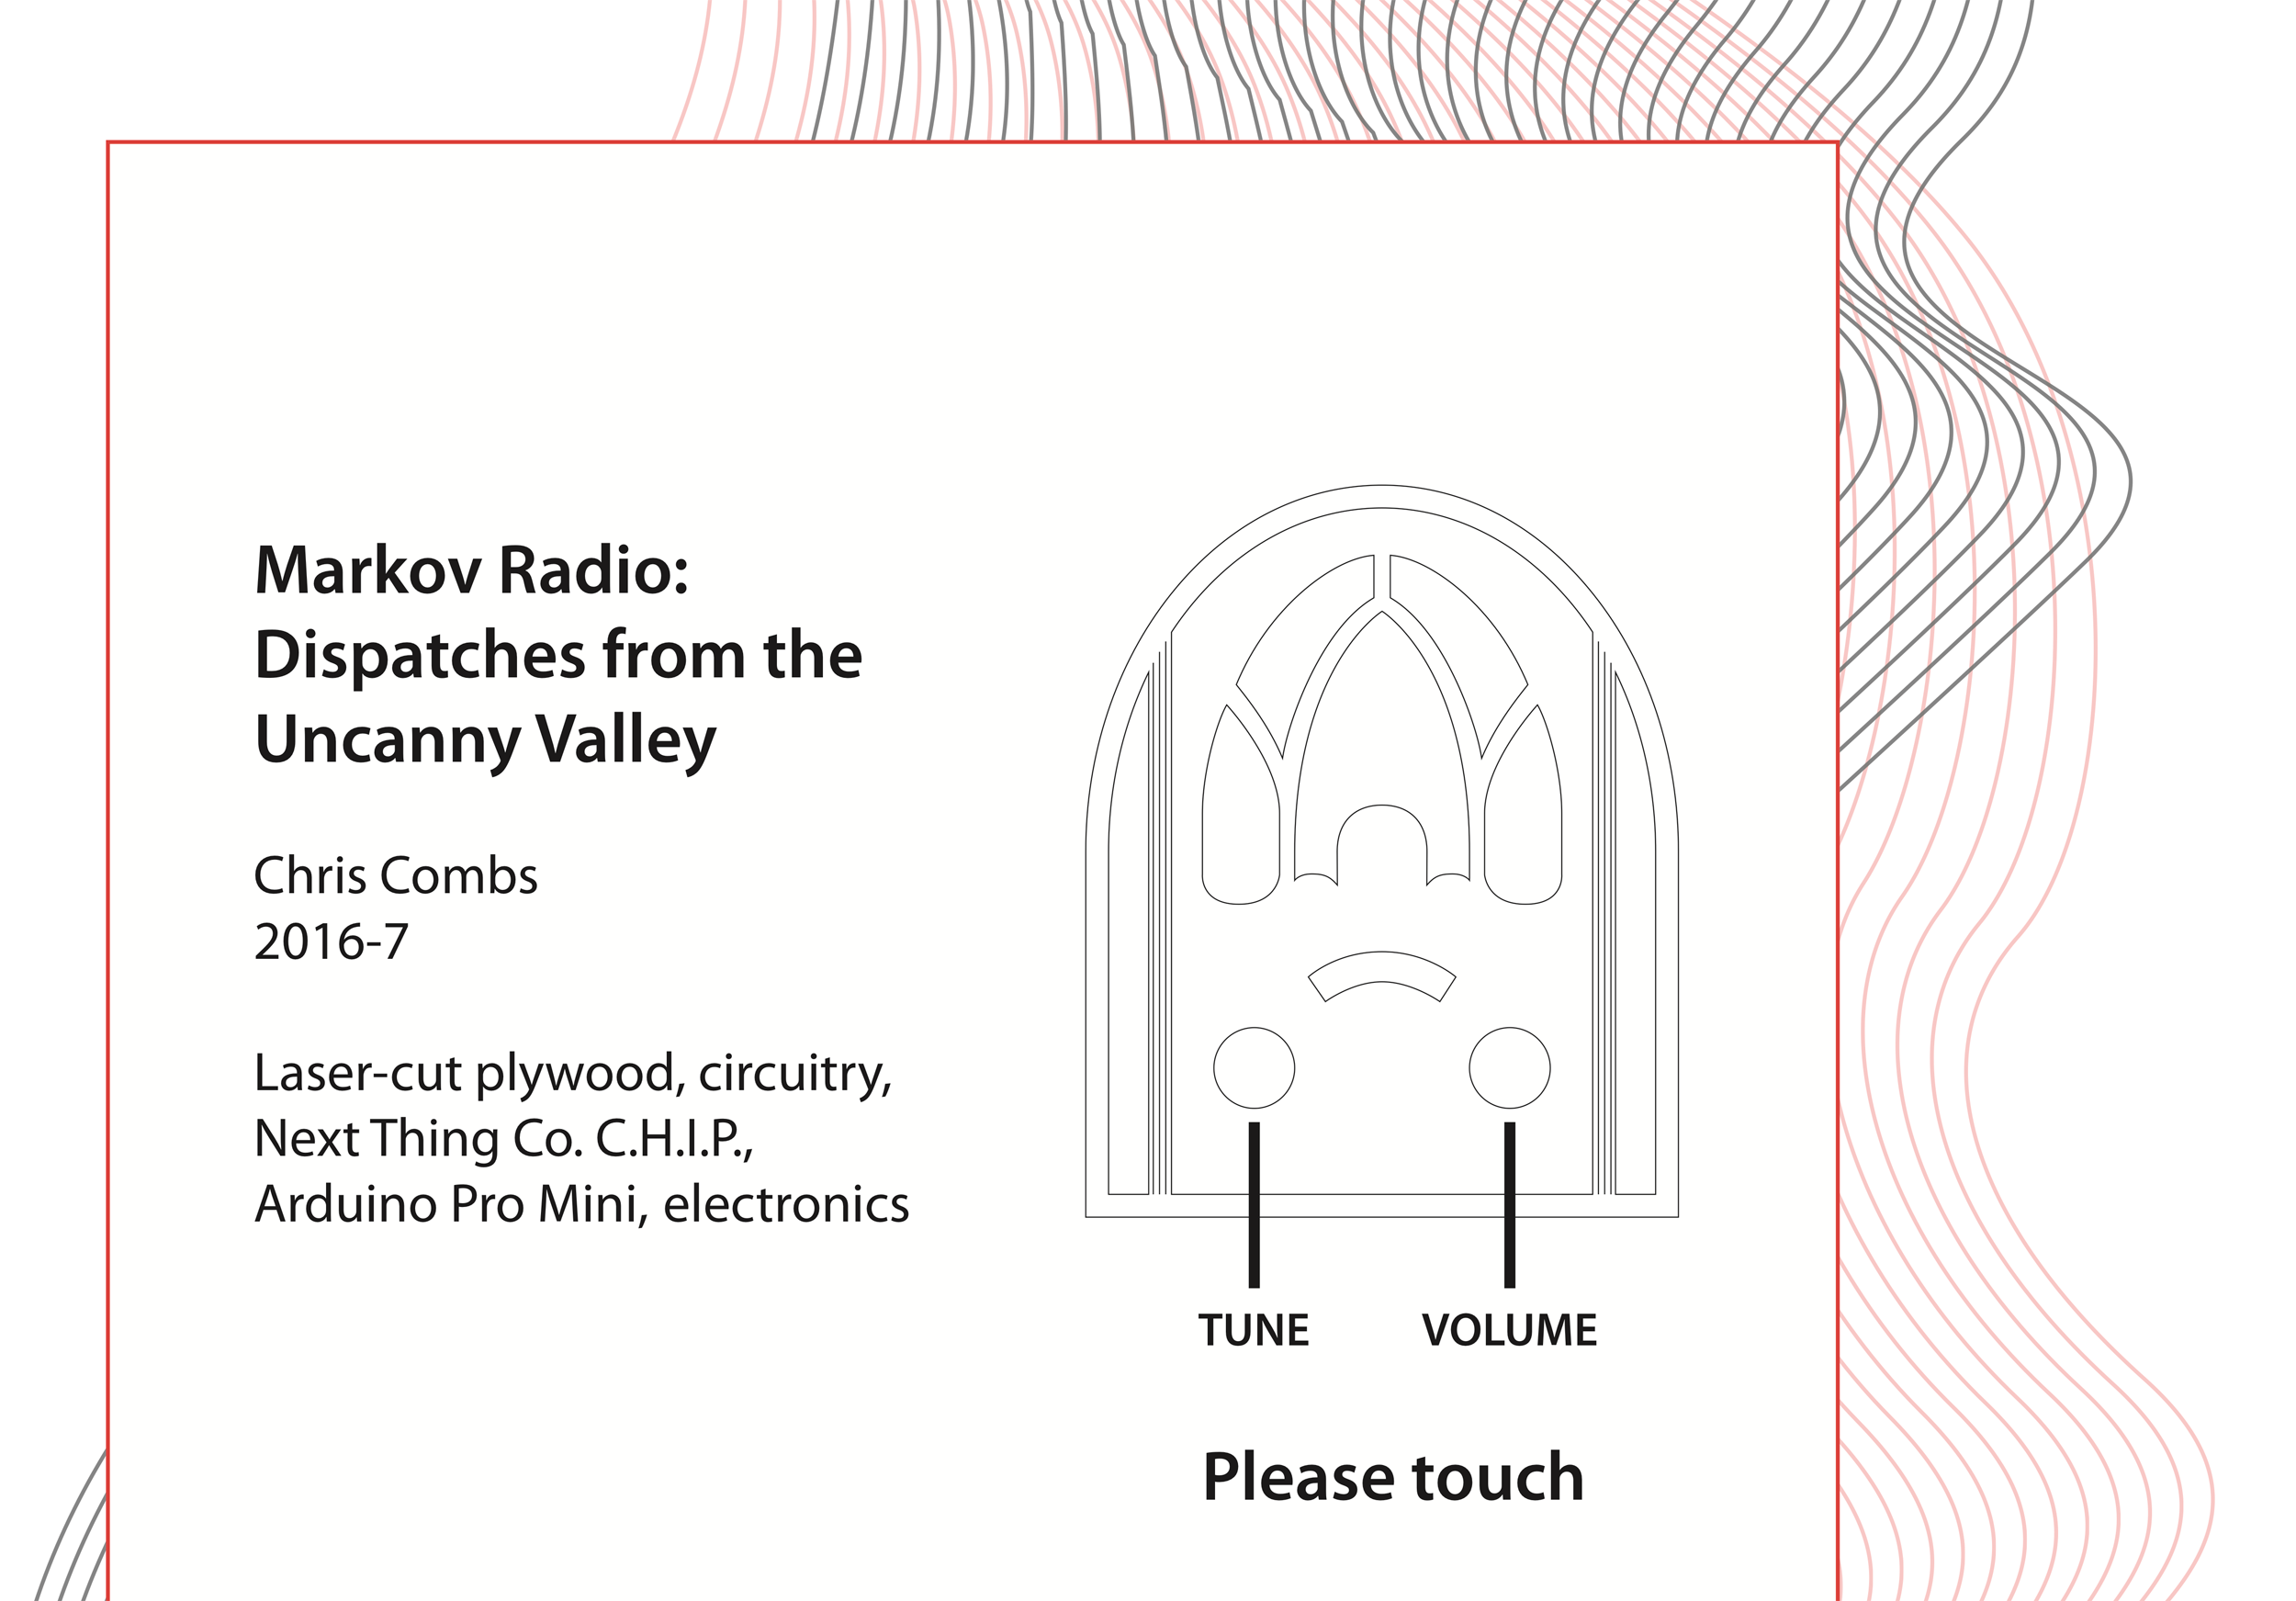 Markov Radio:
Dispatches from the
Uncanny Valley
Chris Combs
2016-7
Laser-cut plywood, circuitry,
Next Thing Co. C.H.I.P.,
Arduino Pro Mini, electronics
TUNE
VOLUME
Please touch